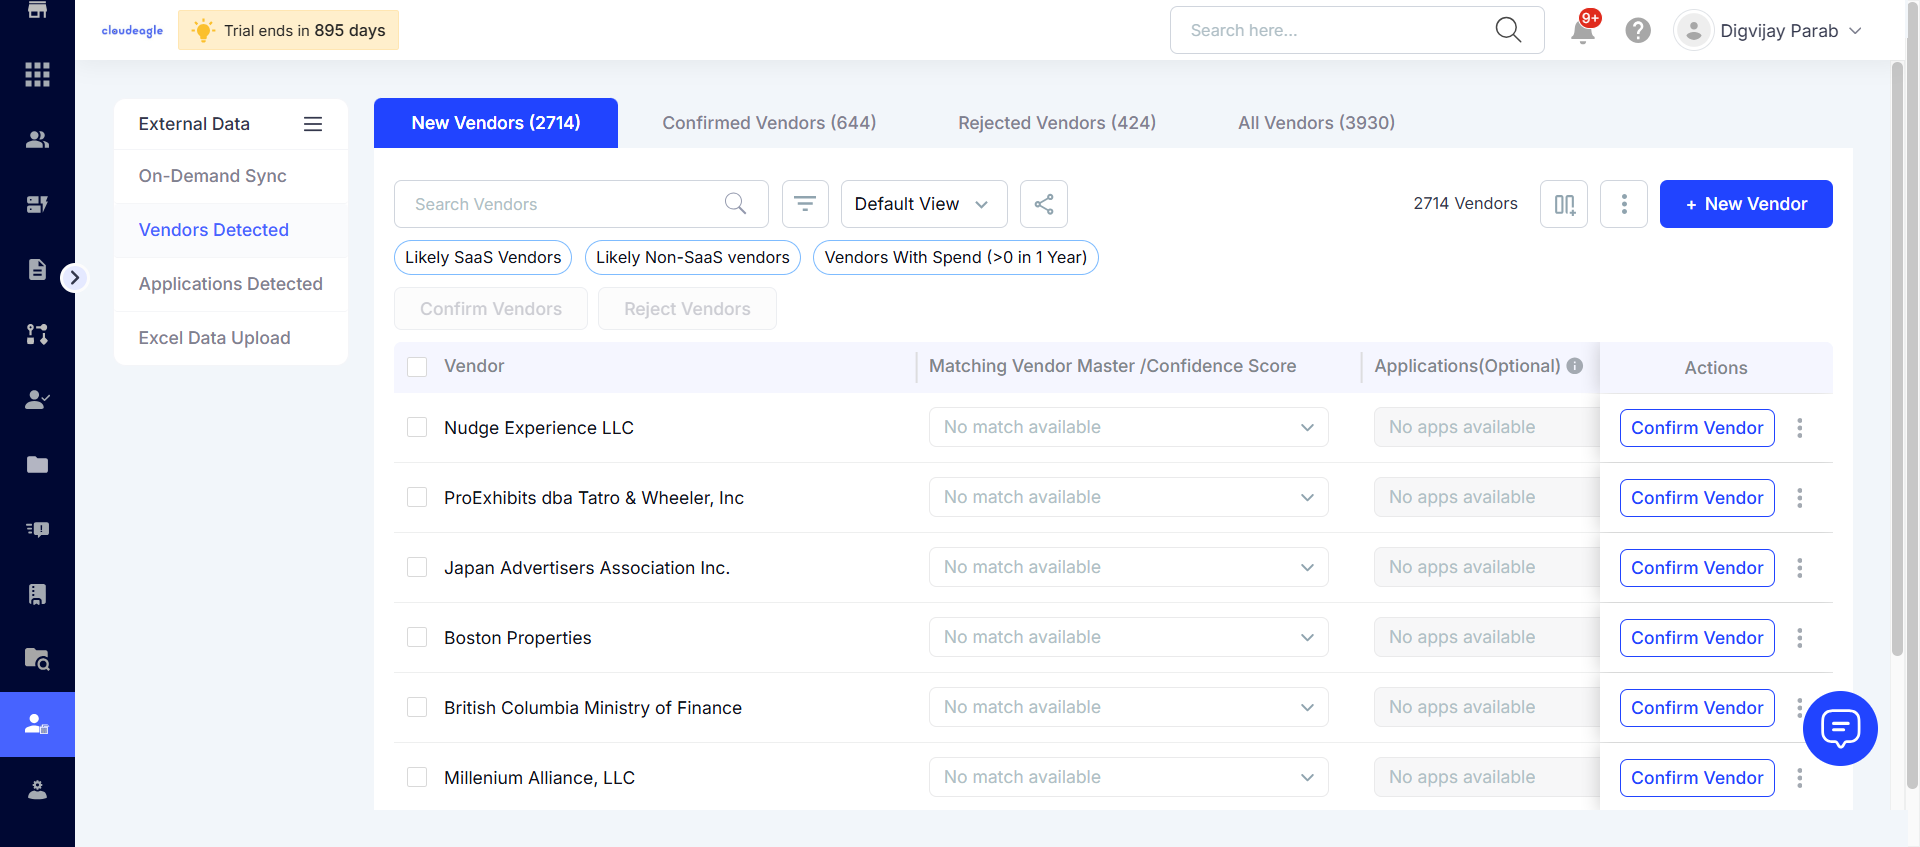 cloudeagle
Trial ends in 895 days
Search here...
9+
Digvijay Parab
External Data
On-Demand Sync
Vendors Detected
Applications Detected
Excel Data Upload
New Vendors (2714)
Confirmed Vendors (644)
Rejected Vendors (424)
All Vendors (3930)
Search Vendors
Default View
2714 Vendors
+ New Vendor
Likely SaaS Vendors
Likely Non-SaaS vendors
Vendors With Spend (>0 in 1 Year)
Confirm Vendors
Reject Vendors
Vendor
Matching Vendor Master /Confidence Score
Applications(Optional)
Actions
Nudge Experience LLC
No match available
No apps available
Confirm Vendor
ProExhibits dba Tatro & Wheeler, Inc
No match available
No apps available
Confirm Vendor
Japan Advertisers Association Inc.
No match available
No apps available
Confirm Vendor
Boston Properties
No match available
No apps available
Confirm Vendor
British Columbia Ministry of Finance
No match available
No apps available
Confirm Vendor
Millenium Alliance, LLC
No match available
No apps available
Confirm Vendor